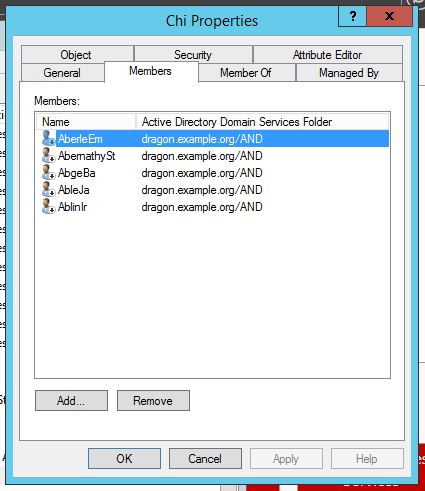 Chi Properties
? x
Object Security Attribute Editor
General Members Member Of Managed By
Members:
Name Active Directory Domain Services Folder
AberleEm dragon.example.org/AND
AbernathySt dragon.example.org/AND
AbgeBa dragon.example.org/AND
AbleJa dragon.example.org/AND
AblinIr dragon.example.org/AND
Add... Remove
OK Cancel Apply Help